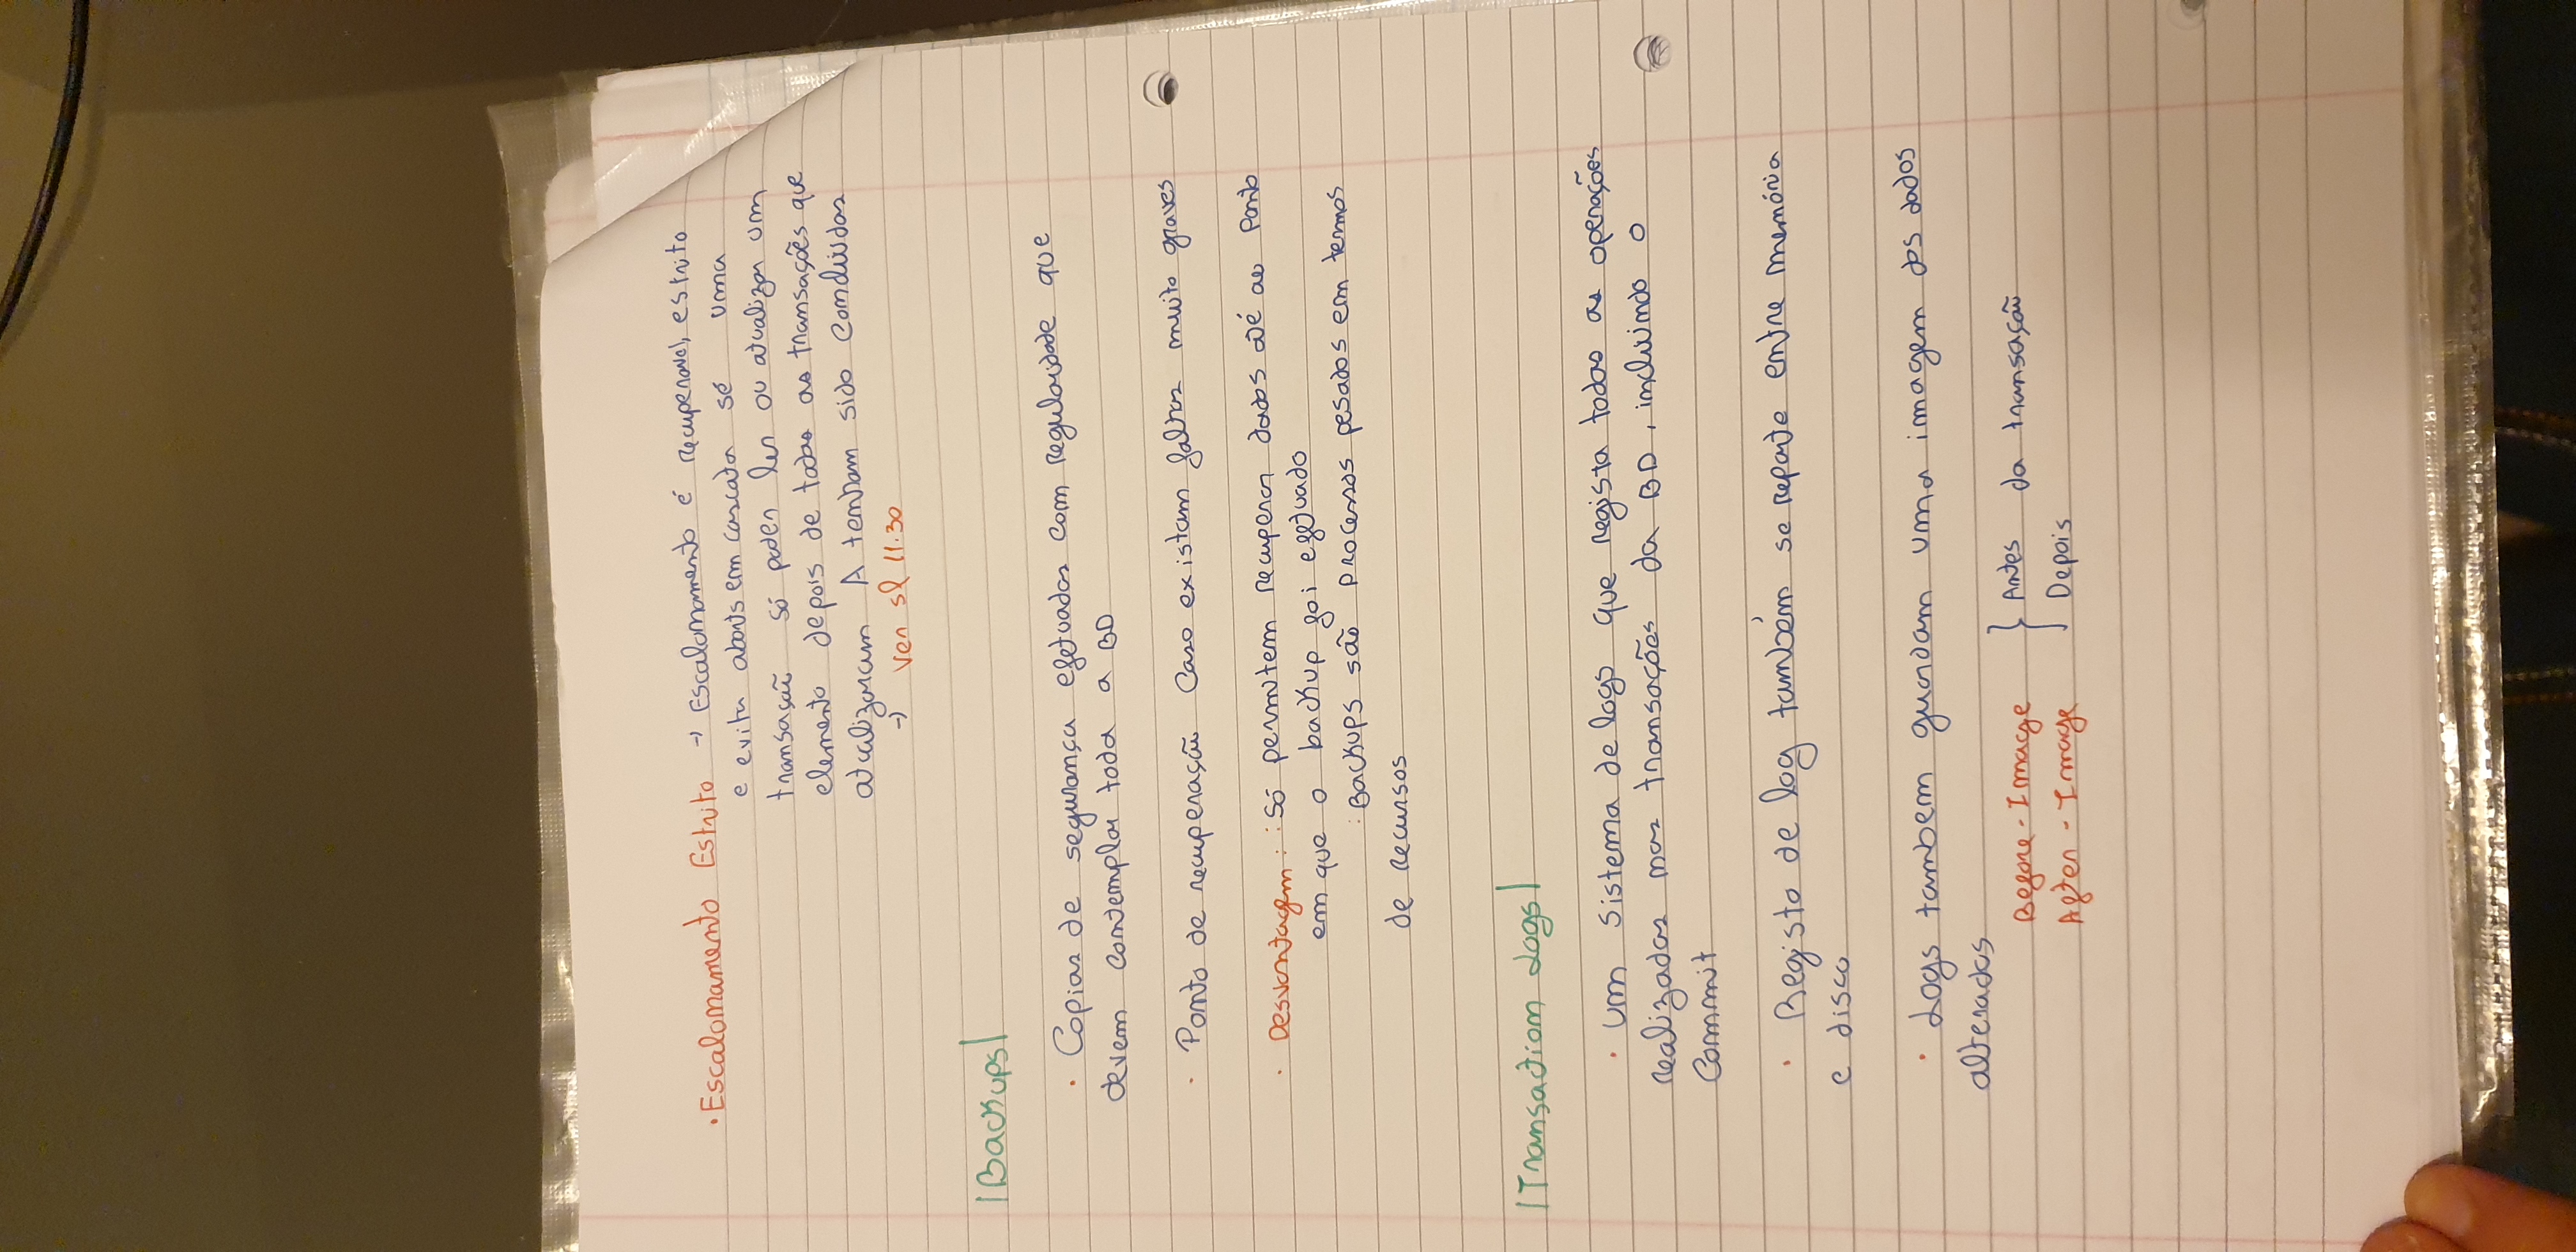 · Escalonamento Estrito → Escalonamento é recuperavel, estrito
e evita aborts em cascata sé uma
transação só poder ler ou atualizar um
elemento depois de todas as transações que
atualizaram A tenham sido concluídas
→ Ver sl 11.30
|Backups|
· Copias de segurança efetuadas com regularidade que
devem contemplar toda a BD
· Ponto de recuperação caso existam falhas muito graves
· Desvantagem: : Só permitem recuperar dados até ao ponto
em que o backup foi efetuado
: Backups são processos pesados em termos
de recursos
|Transaction Logs|
· Um sistema de logs que regista todas as operações
realizadas nas transações da BD, incluindo o
Commit
· Registo de log também se reparte entre memória
e disco
· Logs tambem guardam uma imagem dos dados
alterados
Before - Image } Antes da transação
After - Image } Depois